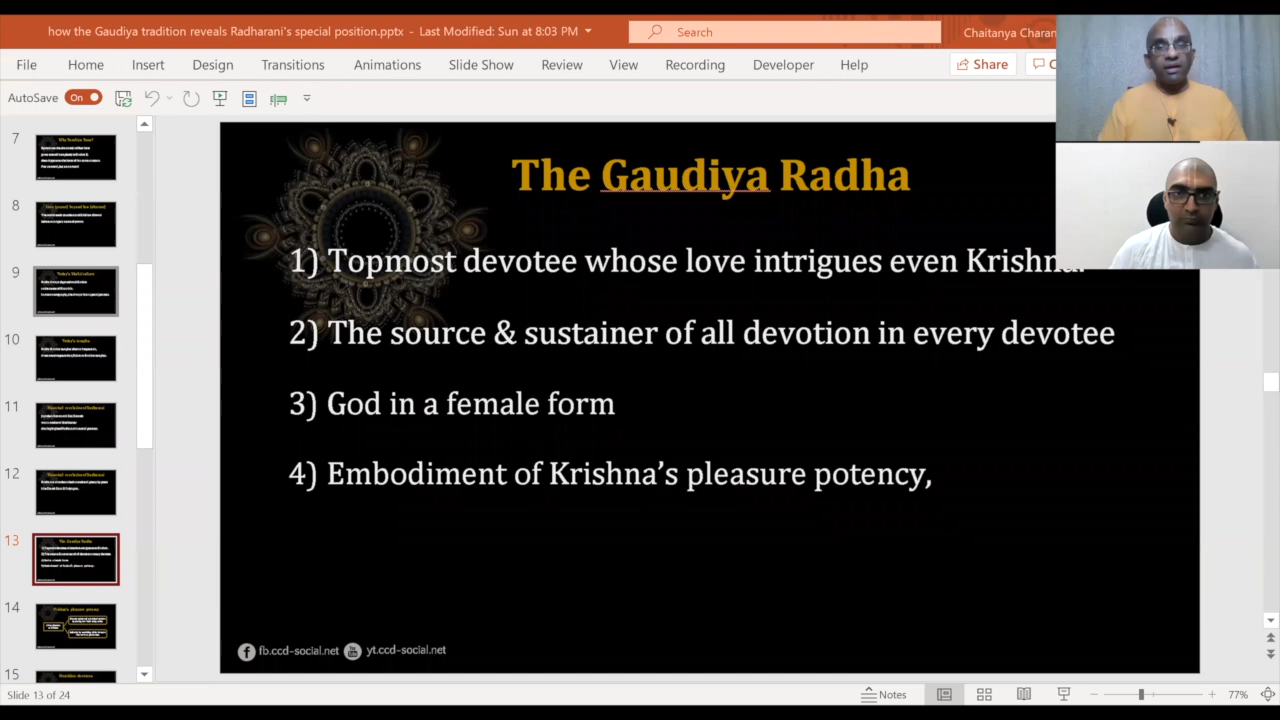 how the Gaudiya tradition reveals Radharani's special position.pptx - Last Modified: Sun at 8:03 PM
Search
Chaitanya Charan
File Home Insert Design Transitions Animations Slide Show Review View Recording Developer Help
Share
AutoSave On
7
8
9
10
11
12
13
14
15
The Gaudiya Radha
The Gaudiya Radha
1) Topmost devotee whose love intrigues even Krishna.
2) The source & sustainer of all devotion in every devotee
3) God in a female form
4) Embodiment of Krishna's pleasure potency,
fb.ccd-social.net yt.ccd-social.net
Slide 13 of 24
Notes
77%